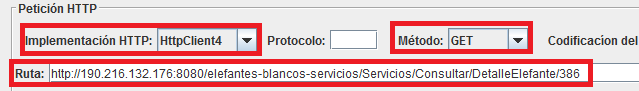 Petición HTTP
Implementación HTTP: HttpClient4 Protocolo: Método: GET Codificacion del
Ruta: http://190.216.132.176:8080/elefantes-blancos-servicios/Servicios/Consultar/DetalleElefante/386